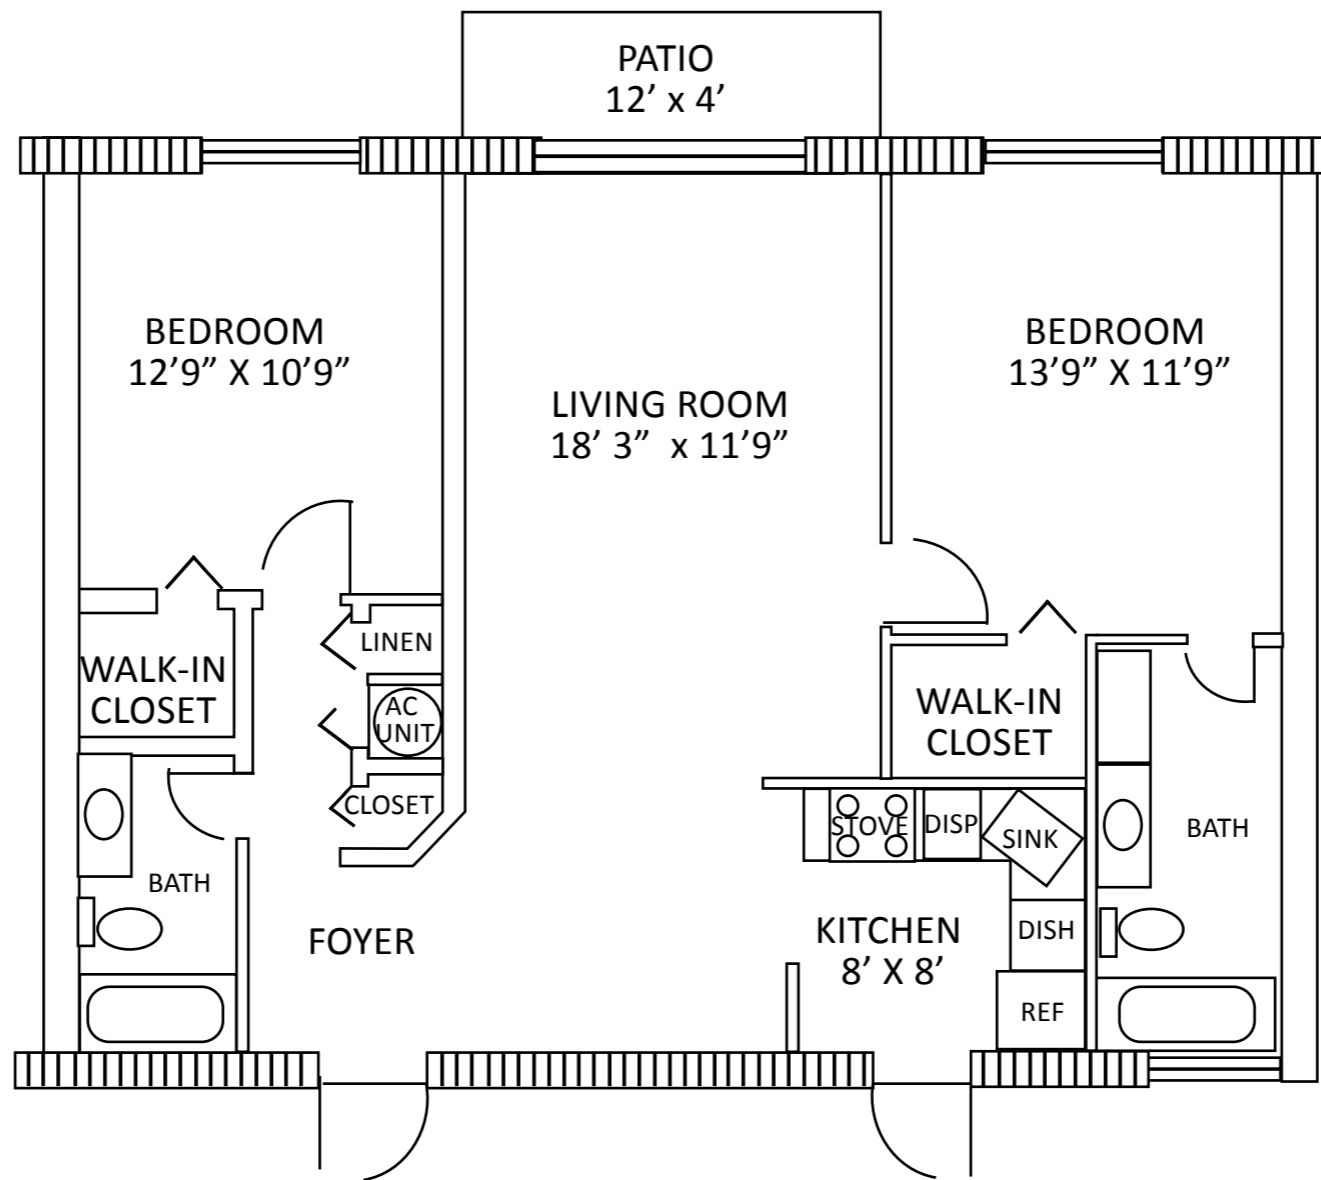 PATIO
12’ x 4’
BEDROOM
12’9” X 10’9”
BEDROOM
13’9” X 11’9”
LIVING ROOM
18’ 3”  x 11’9”
LINEN
WALK-IN
CLOSET
AC
UNIT
WALK-IN
CLOSET
CLOSET
STOVE
DISP
SINK
BATH
BATH
FOYER
KITCHEN
8’ X 8’
DISH
REF